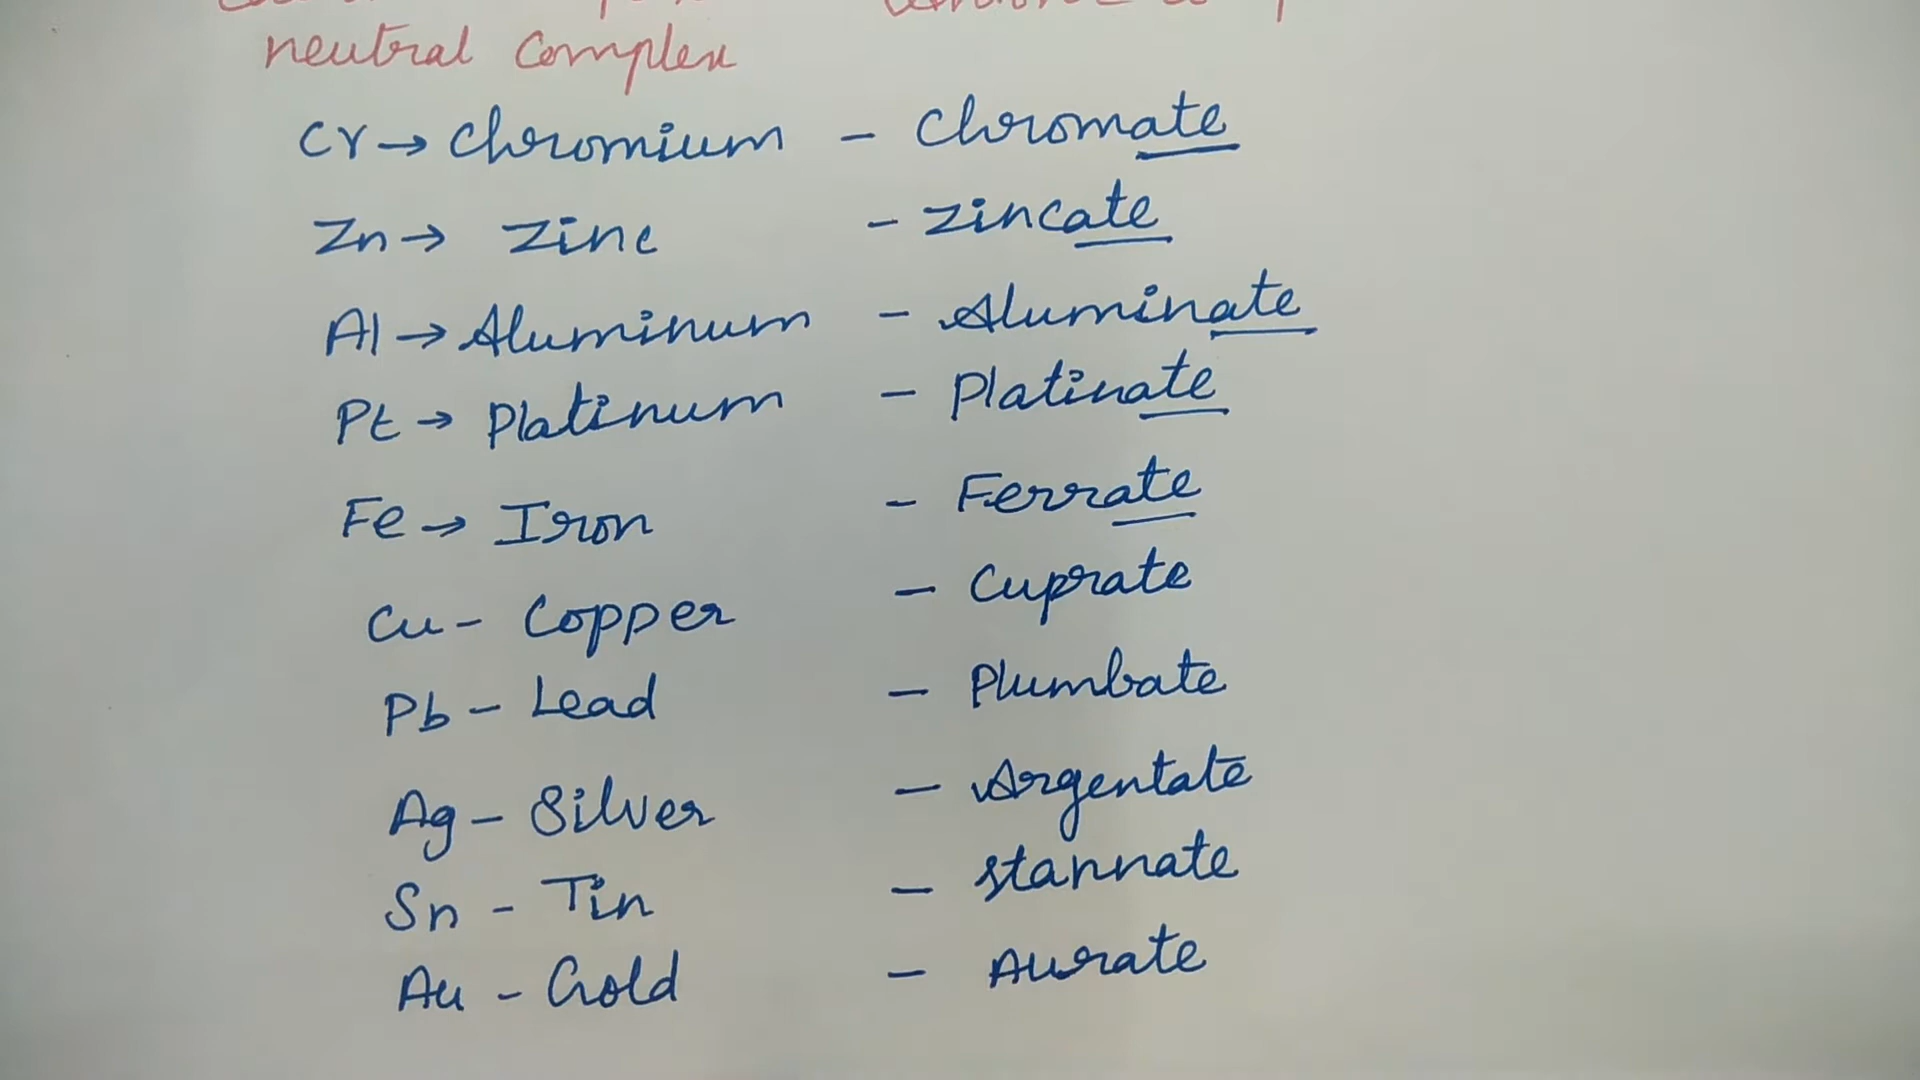 neutral Complex
Cr → Chromium - Chromate
Zn → Zinc - Zincate
Al → Aluminum - Aluminate
Pt → Platinum - Platinate
Fe → Iron - Ferrate
Cu - Copper - Cuprate
Pb - Lead - Plumbate
Ag - Silver - Argentate
Sn - Tin - Stannate
Au - Gold - Aurate